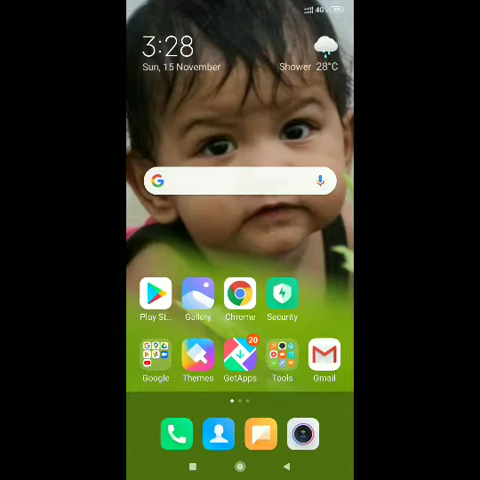 4G
3:28
Sun, 15 November
Shower 28°C
G
Play St... Gallery Chrome Security
20
Google Themes GetApps Tools Gmail